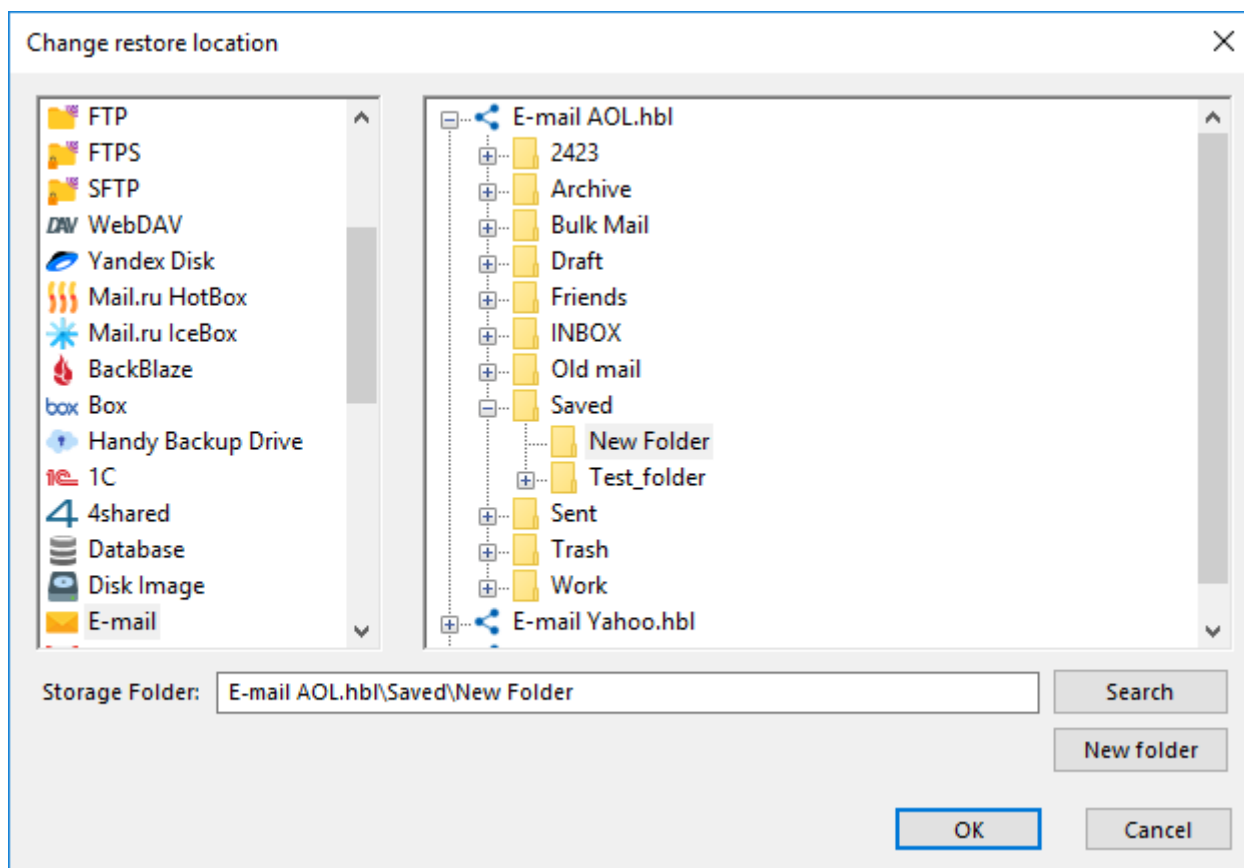 Change restore location
FTP
FTPS
SFTP
DAV WebDAV
Yandex Disk
Mail.ru HotBox
Mail.ru IceBox
BackBlaze
box Box
Handy Backup Drive
1C 1C
4shared
Database
Disk Image
E-mail
E-mail AOL.hbl
2423
Archive
Bulk Mail
Draft
Friends
INBOX
Old mail
Saved
New Folder
Test_folder
Sent
Trash
Work
E-mail Yahoo.hbl
Storage Folder: E-mail AOL.hbl\Saved\New Folder Search
New folder
OK Cancel